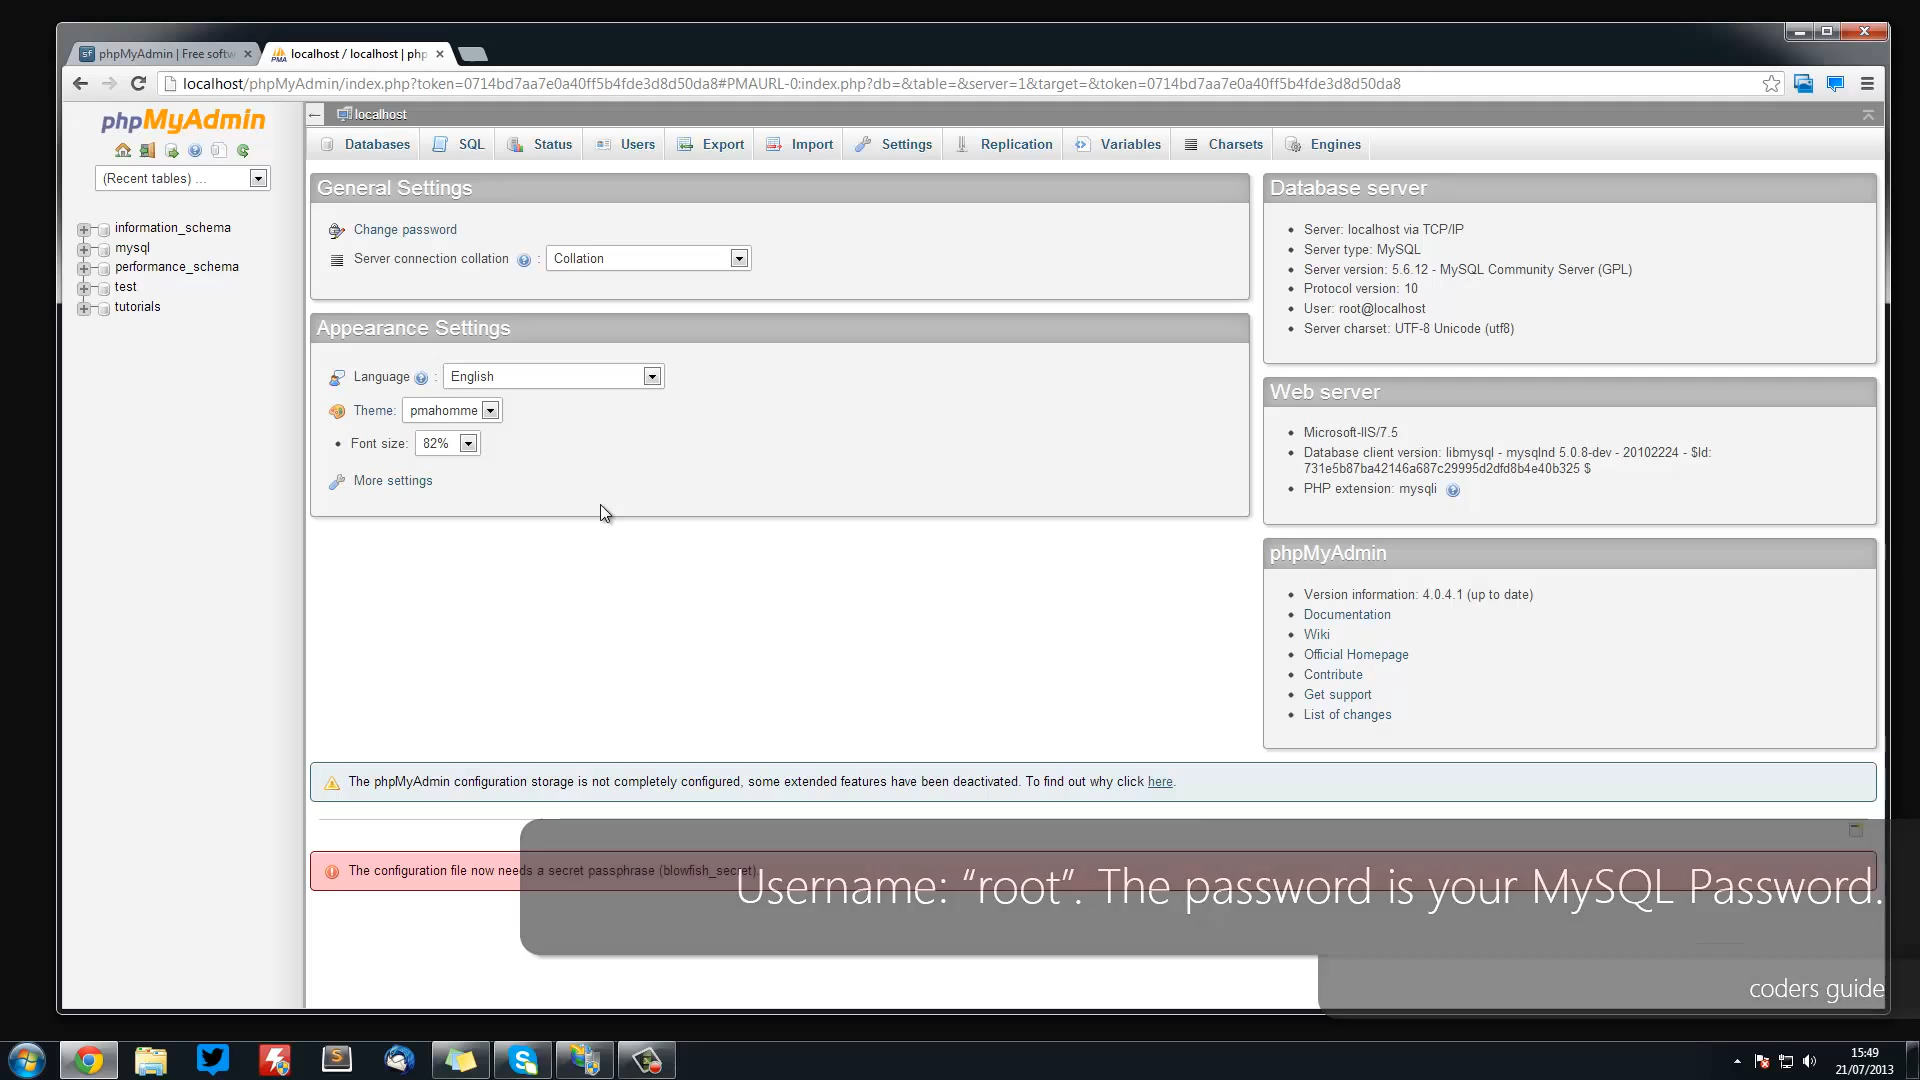 phpMyAdmin | Free softw
localhost / localhost | php
localhost/phpMyAdmin/index.php?token=0714bd7aa7e0a40ff5b4fde3d8d50da8#PMAURL-0:index.php?db=&table=&server=1&target=&token=0714bd7aa7e0a40ff5b4fde3d8d50da8
phpMyAdmin
(Recent tables) ...
information_schema
mysql
performance_schema
test
tutorials
localhost
Databases SQL Status Users Export Import Settings Replication Variables Charsets Engines
General Settings
Change password
Server connection collation : Collation
Appearance Settings
Language : English
Theme: pmahomme
Font size: 82%
More settings
Database server
Server: localhost via TCP/IP
Server type: MySQL
Server version: 5.6.12 - MySQL Community Server (GPL)
Protocol version: 10
User: root@localhost
Server charset: UTF-8 Unicode (utf8)
Web server
Microsoft-IIS/7.5
Database client version: libmysql - mysqlnd 5.0.8-dev - 20102224 - $Id:
731e5b87ba42146a687c29995d2dfd8b4e40b325 $
PHP extension: mysqli
phpMyAdmin
Version information: 4.0.4.1 (up to date)
Documentation
Wiki
Official Homepage
Contribute
Get support
List of changes
The phpMyAdmin configuration storage is not completely configured, some extended features have been deactivated. To find out why click here.
The configuration file now needs a secret passphrase (blowfish_secret).
Username: “root”. The password is your MySQL Password.
coders guide
15:49
21/07/2013